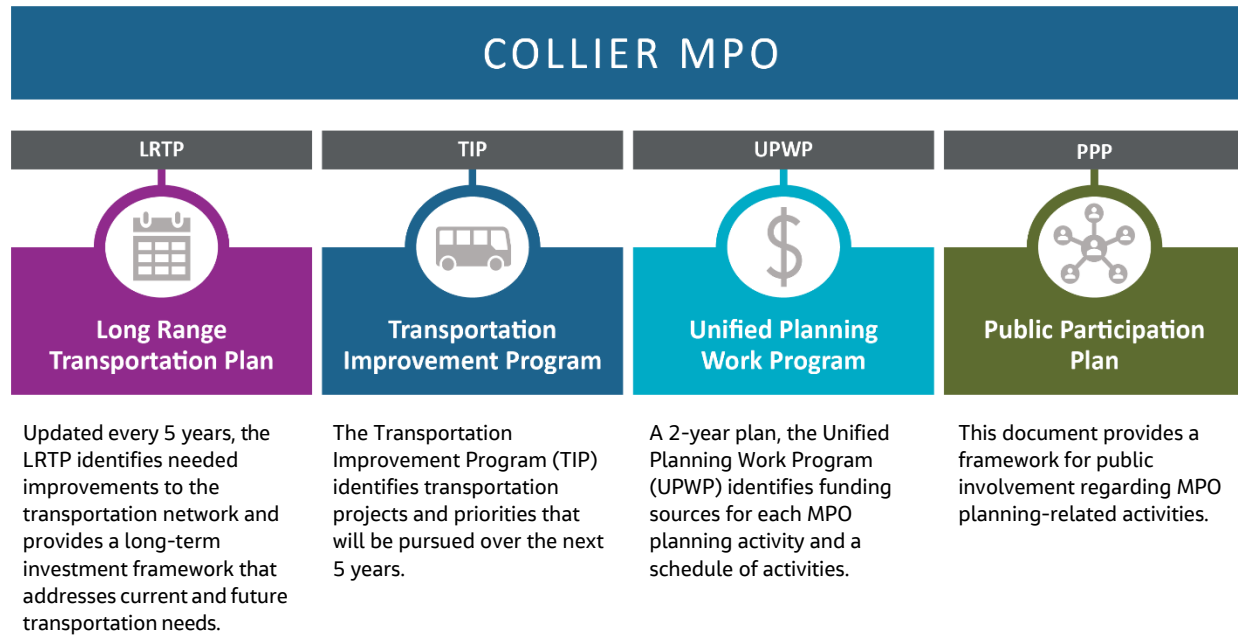 COLLIER MPO
LRTP
Long Range
Transportation Plan
Updated every 5 years, the
LRTP identifies needed
improvements to the
transportation network and
provides a long-term
investment framework that
addresses current and future
transportation needs.
TIP
Transportation
Improvement Program
The Transportation
Improvement Program (TIP)
identifies transportation
projects and priorities that
will be pursued over the next
5 years.
UPWP
Unified Planning
Work Program
A 2-year plan, the Unified
Planning Work Program
(UPWP) identifies funding
sources for each MPO
planning activity and a
schedule of activities.
PPP
Public Participation
Plan
This document provides a
framework for public
involvement regarding MPO
planning-related activities.